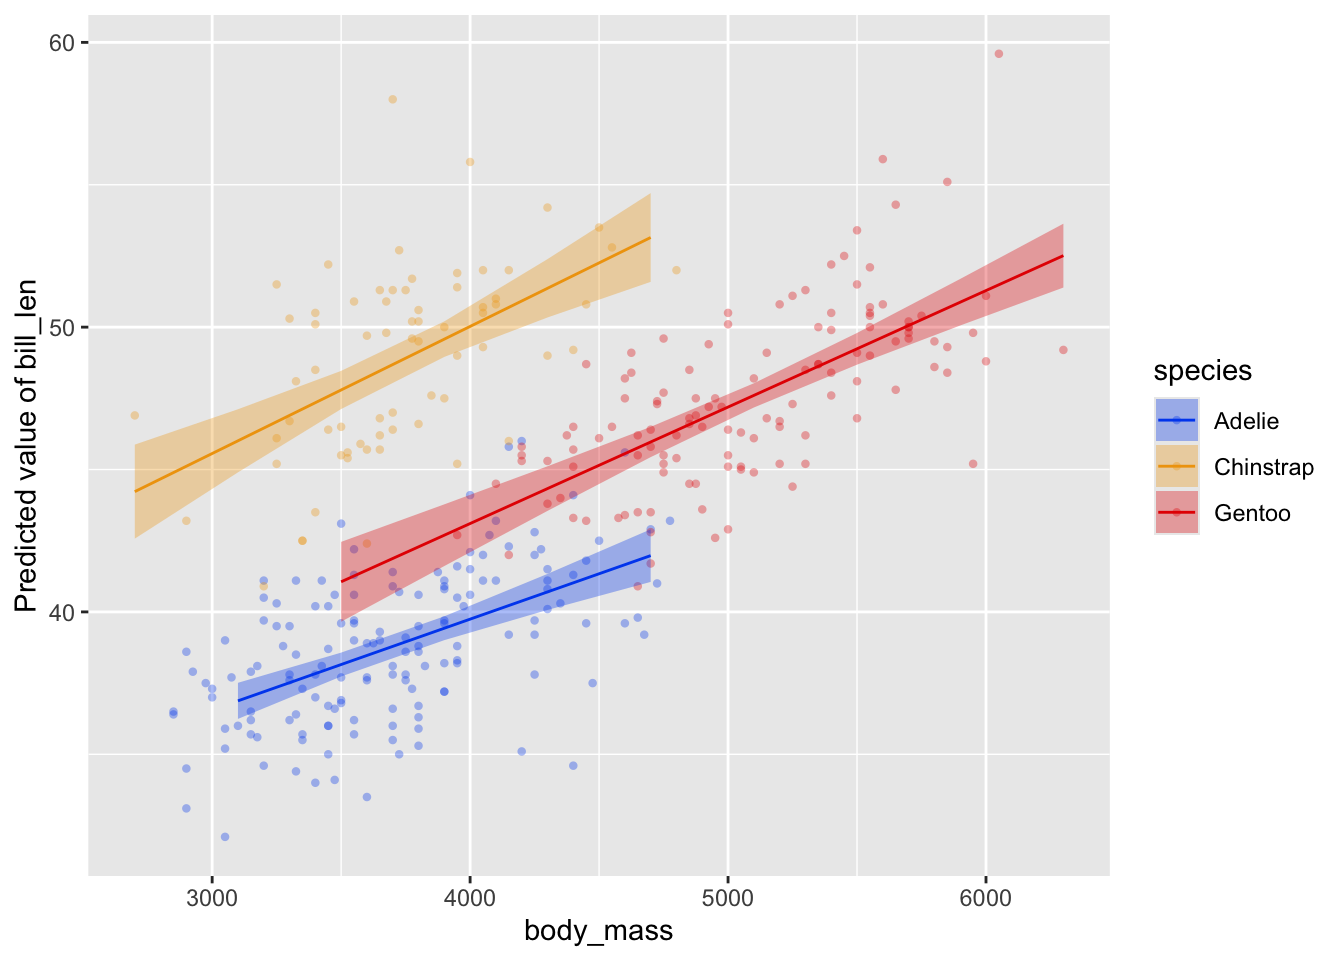 60
50
40
Predicted value of bill_len
3000 4000 5000 6000
body_mass
species
Adelie
Chinstrap
Gentoo